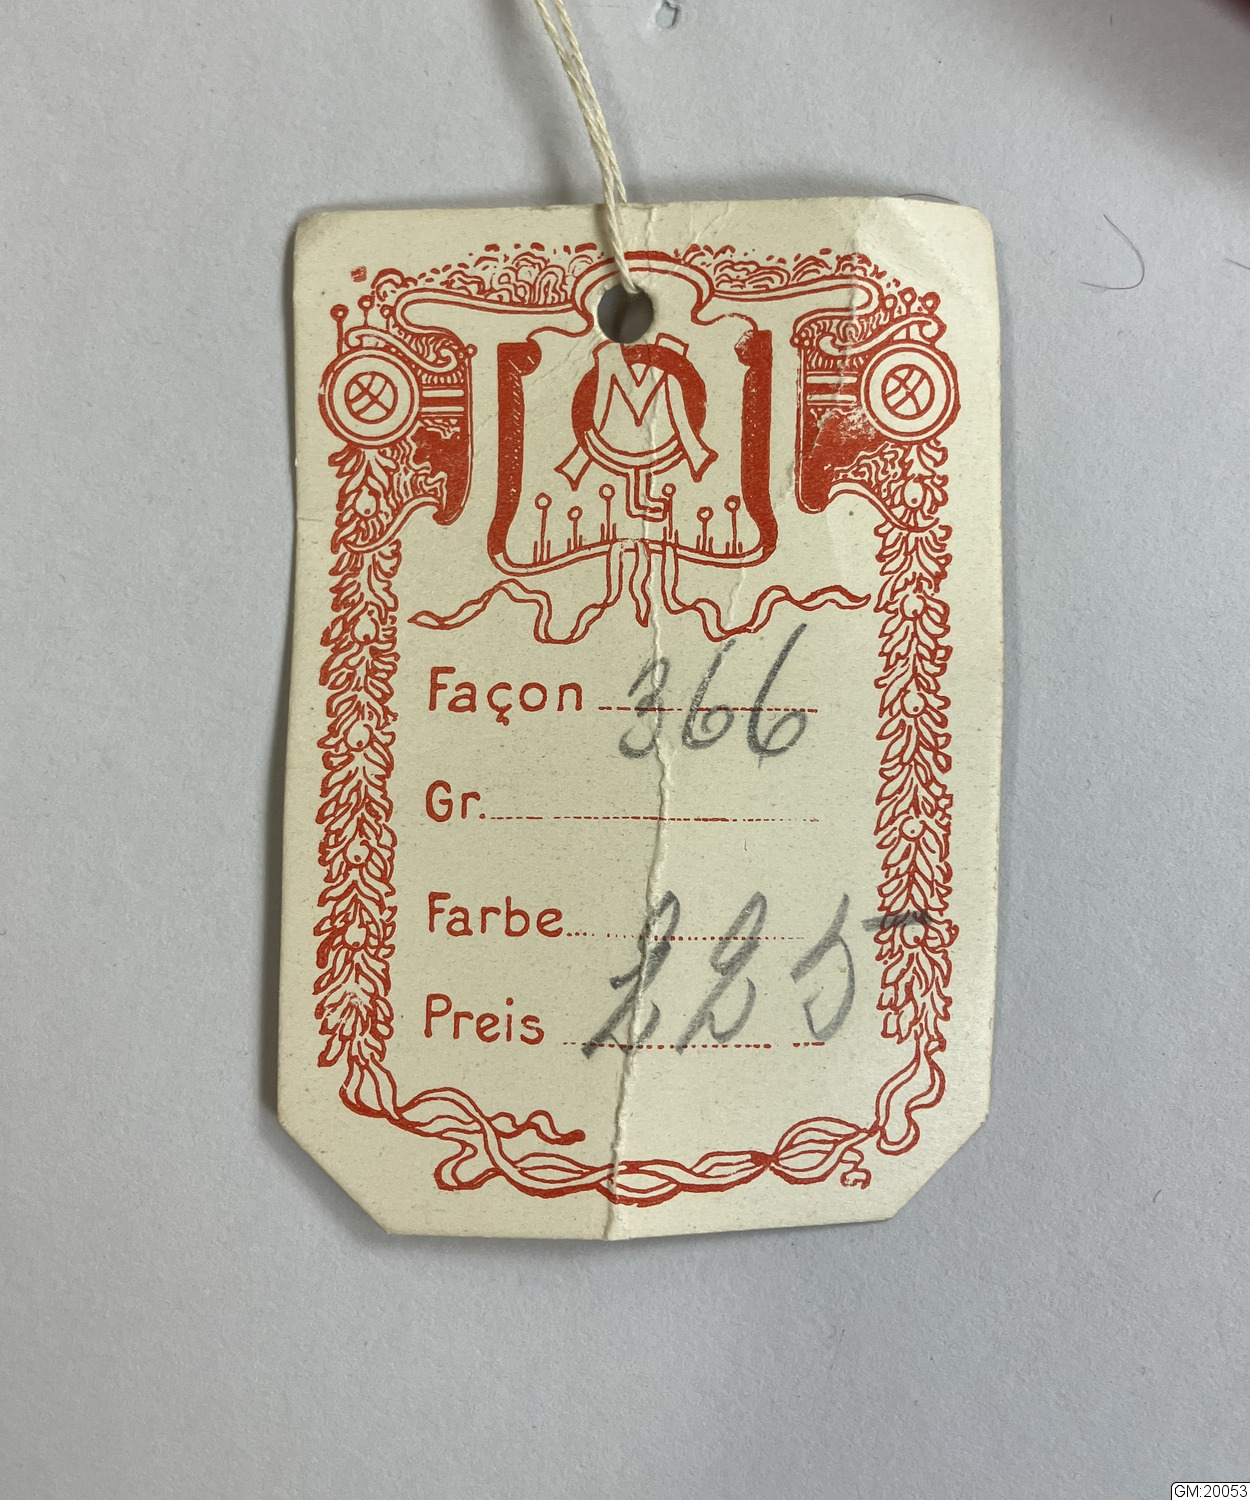 Façon 366
Gr.
Farbe
Preis 225
GM:20053